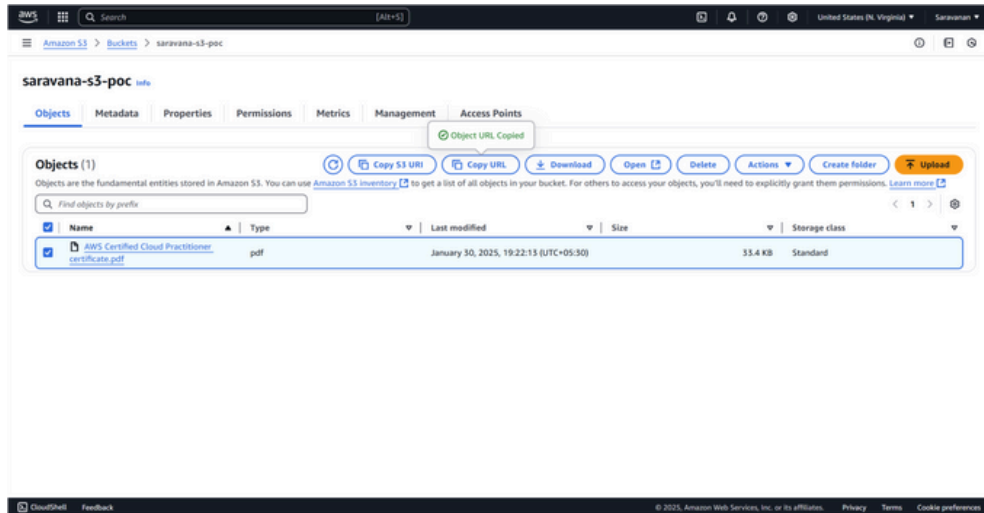 aws Search [Alt+S] United States (N. Virginia) Saravanan
Amazon S3 > Buckets > saravana-s3-poc
saravana-s3-poc Info
Objects Metadata Properties Permissions Metrics Management Access Points
Object URL Copied
Objects (1) Copy S3 URI Copy URL Download Open Delete Actions Create folder Upload
Objects are the fundamental entities stored in Amazon S3. You can use Amazon S3 inventory to get a list of all objects in your bucket. For others to access your objects, you'll need to explicitly grant them permissions. Learn more
Find objects by prefix < 1 >
Name Type Last modified Size Storage class
AWS Certified Cloud Practitioner
certificate.pdf pdf January 30, 2025, 19:22:13 (UTC+05:30) 33.4 KB Standard
CloudShell Feedback © 2025, Amazon Web Services, Inc. or its affiliates. Privacy Terms Cookie preferences